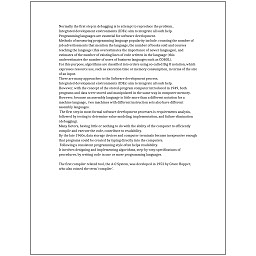 Normally the first step in debugging is to attempt to reproduce the problem.
Integrated development environments (IDEs) aim to integrate all such help.
Programming languages are essential for software development.
Methods of measuring programming language popularity include: counting the number of
job advertisements that mention the language, the number of books sold and courses
teaching the language (this overestimates the importance of newer languages), and
estimates of the number of existing lines of code written in the language (this
underestimates the number of users of business languages such as COBOL).
For this purpose, algorithms are classified into orders using so-called Big O notation, which
expresses resource use, such as execution time or memory consumption, in terms of the size
of an input.
There are many approaches to the Software development process.
Integrated development environments (IDEs) aim to integrate all such help.
However, with the concept of the stored-program computer introduced in 1949, both
programs and data were stored and manipulated in the same way in computer memory.
However, because an assembly language is little more than a different notation for a
machine language, two machines with different instruction sets also have different
assembly languages.
The first step in most formal software development processes is requirements analysis,
followed by testing to determine value modeling, implementation, and failure elimination
(debugging).
Many factors, having little or nothing to do with the ability of the computer to efficiently
compile and execute the code, contribute to readability.
By the late 1960s, data storage devices and computer terminals became inexpensive enough
that programs could be created by typing directly into the computers.
Following a consistent programming style often helps readability.
It involves designing and implementing algorithms, step-by-step specifications of
procedures, by writing code in one or more programming languages.
The first compiler related tool, the A-0 System, was developed in 1952 by Grace Hopper,
who also coined the term 'compiler'.